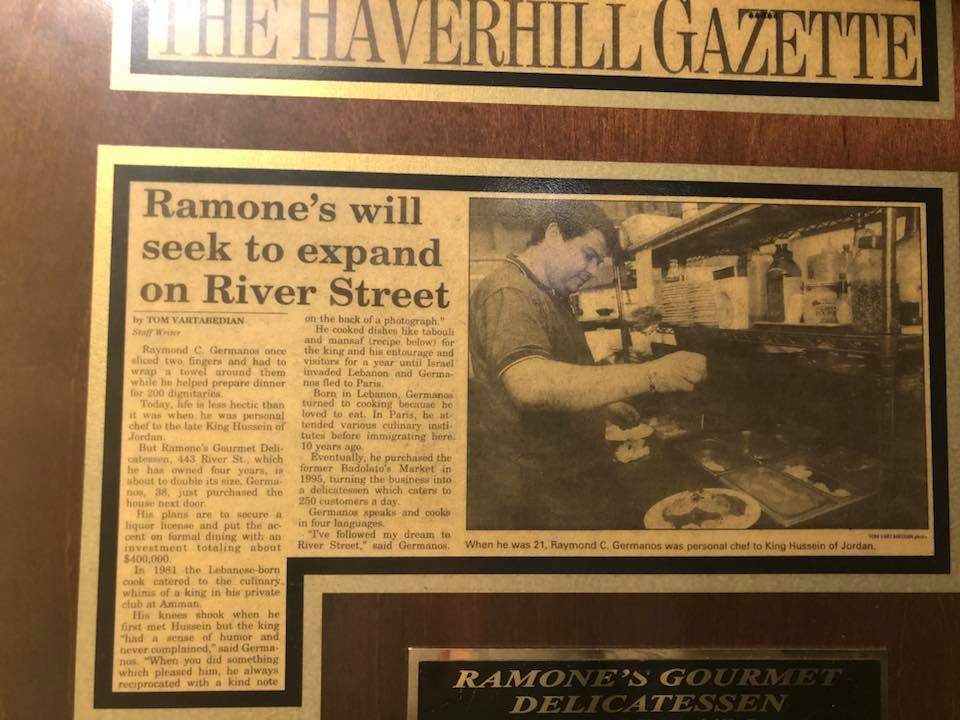 THE HAVERHILL GAZETTE
Ramone's will
seek to expand
on River Street
by TOM VARTABEDIAN
Staff Writer
Raymond C. Germanos once
sliced two fingers and had to
wrap a towel around them
while he helped prepare dinner
for 200 dignitaries.
Today, life is less hectic than
it was when he was personal
chef to the late King Hussein of
Jordan.
But Ramone's Gourmet Deli-
catessen, 443 River St., which
he has owned four years, is
about to double its size. Germa-
nos, 38, just purchased the
house next door.
His plans are to secure a
liquor license and put the ac-
cent on formal dining with an
investment totaling about
$400,000.
In 1981 the Lebanese-born
cook catered to the culinary
whims of a king in his private
club at Amman.
His knees shook when he
first met Hussein but the king
"had a sense of humor and
never complained," said Germa-
nos. "When you did something
which pleased him, he always
reciprocated with a kind note
on the back of a photograph."
He cooked dishes like tabouli
and mansaf (recipe below) for
the king and his entourage and
visitors for a year until Israel
invaded Lebanon and Germa-
nos fled to Paris.
Born in Lebanon, Germanos
turned to cooking because he
loved to eat. In Paris, he at-
tended various culinary insti-
tutes before immigrating here
10 years ago.
Eventually, he purchased the
former Badolato's Market in
1995, turning the business into
a delicatessen which caters to
250 customers a day.
Germanos speaks and cooks
in four languages.
"I've followed my dream to
River Street," said Germanos.
TOM VARTABEDIAN photo
When he was 21, Raymond C. Germanos was personal chef to King Hussein of Jordan.
RAMONE'S GOURMET
DELICATESSEN